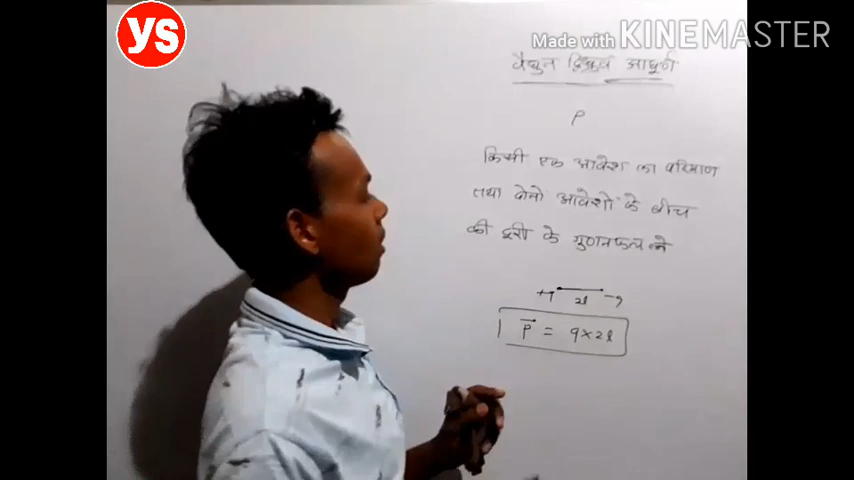 ys
Made with KINEMASTER
वैद्युत द्विध्रुव आघूर्ण
P
किसी एक आवेश का परिमाण
तथा दोनो आवेशो के बीच
की दूरी के गुणनफल को
+q 2l -q
P⃗ = q×2l